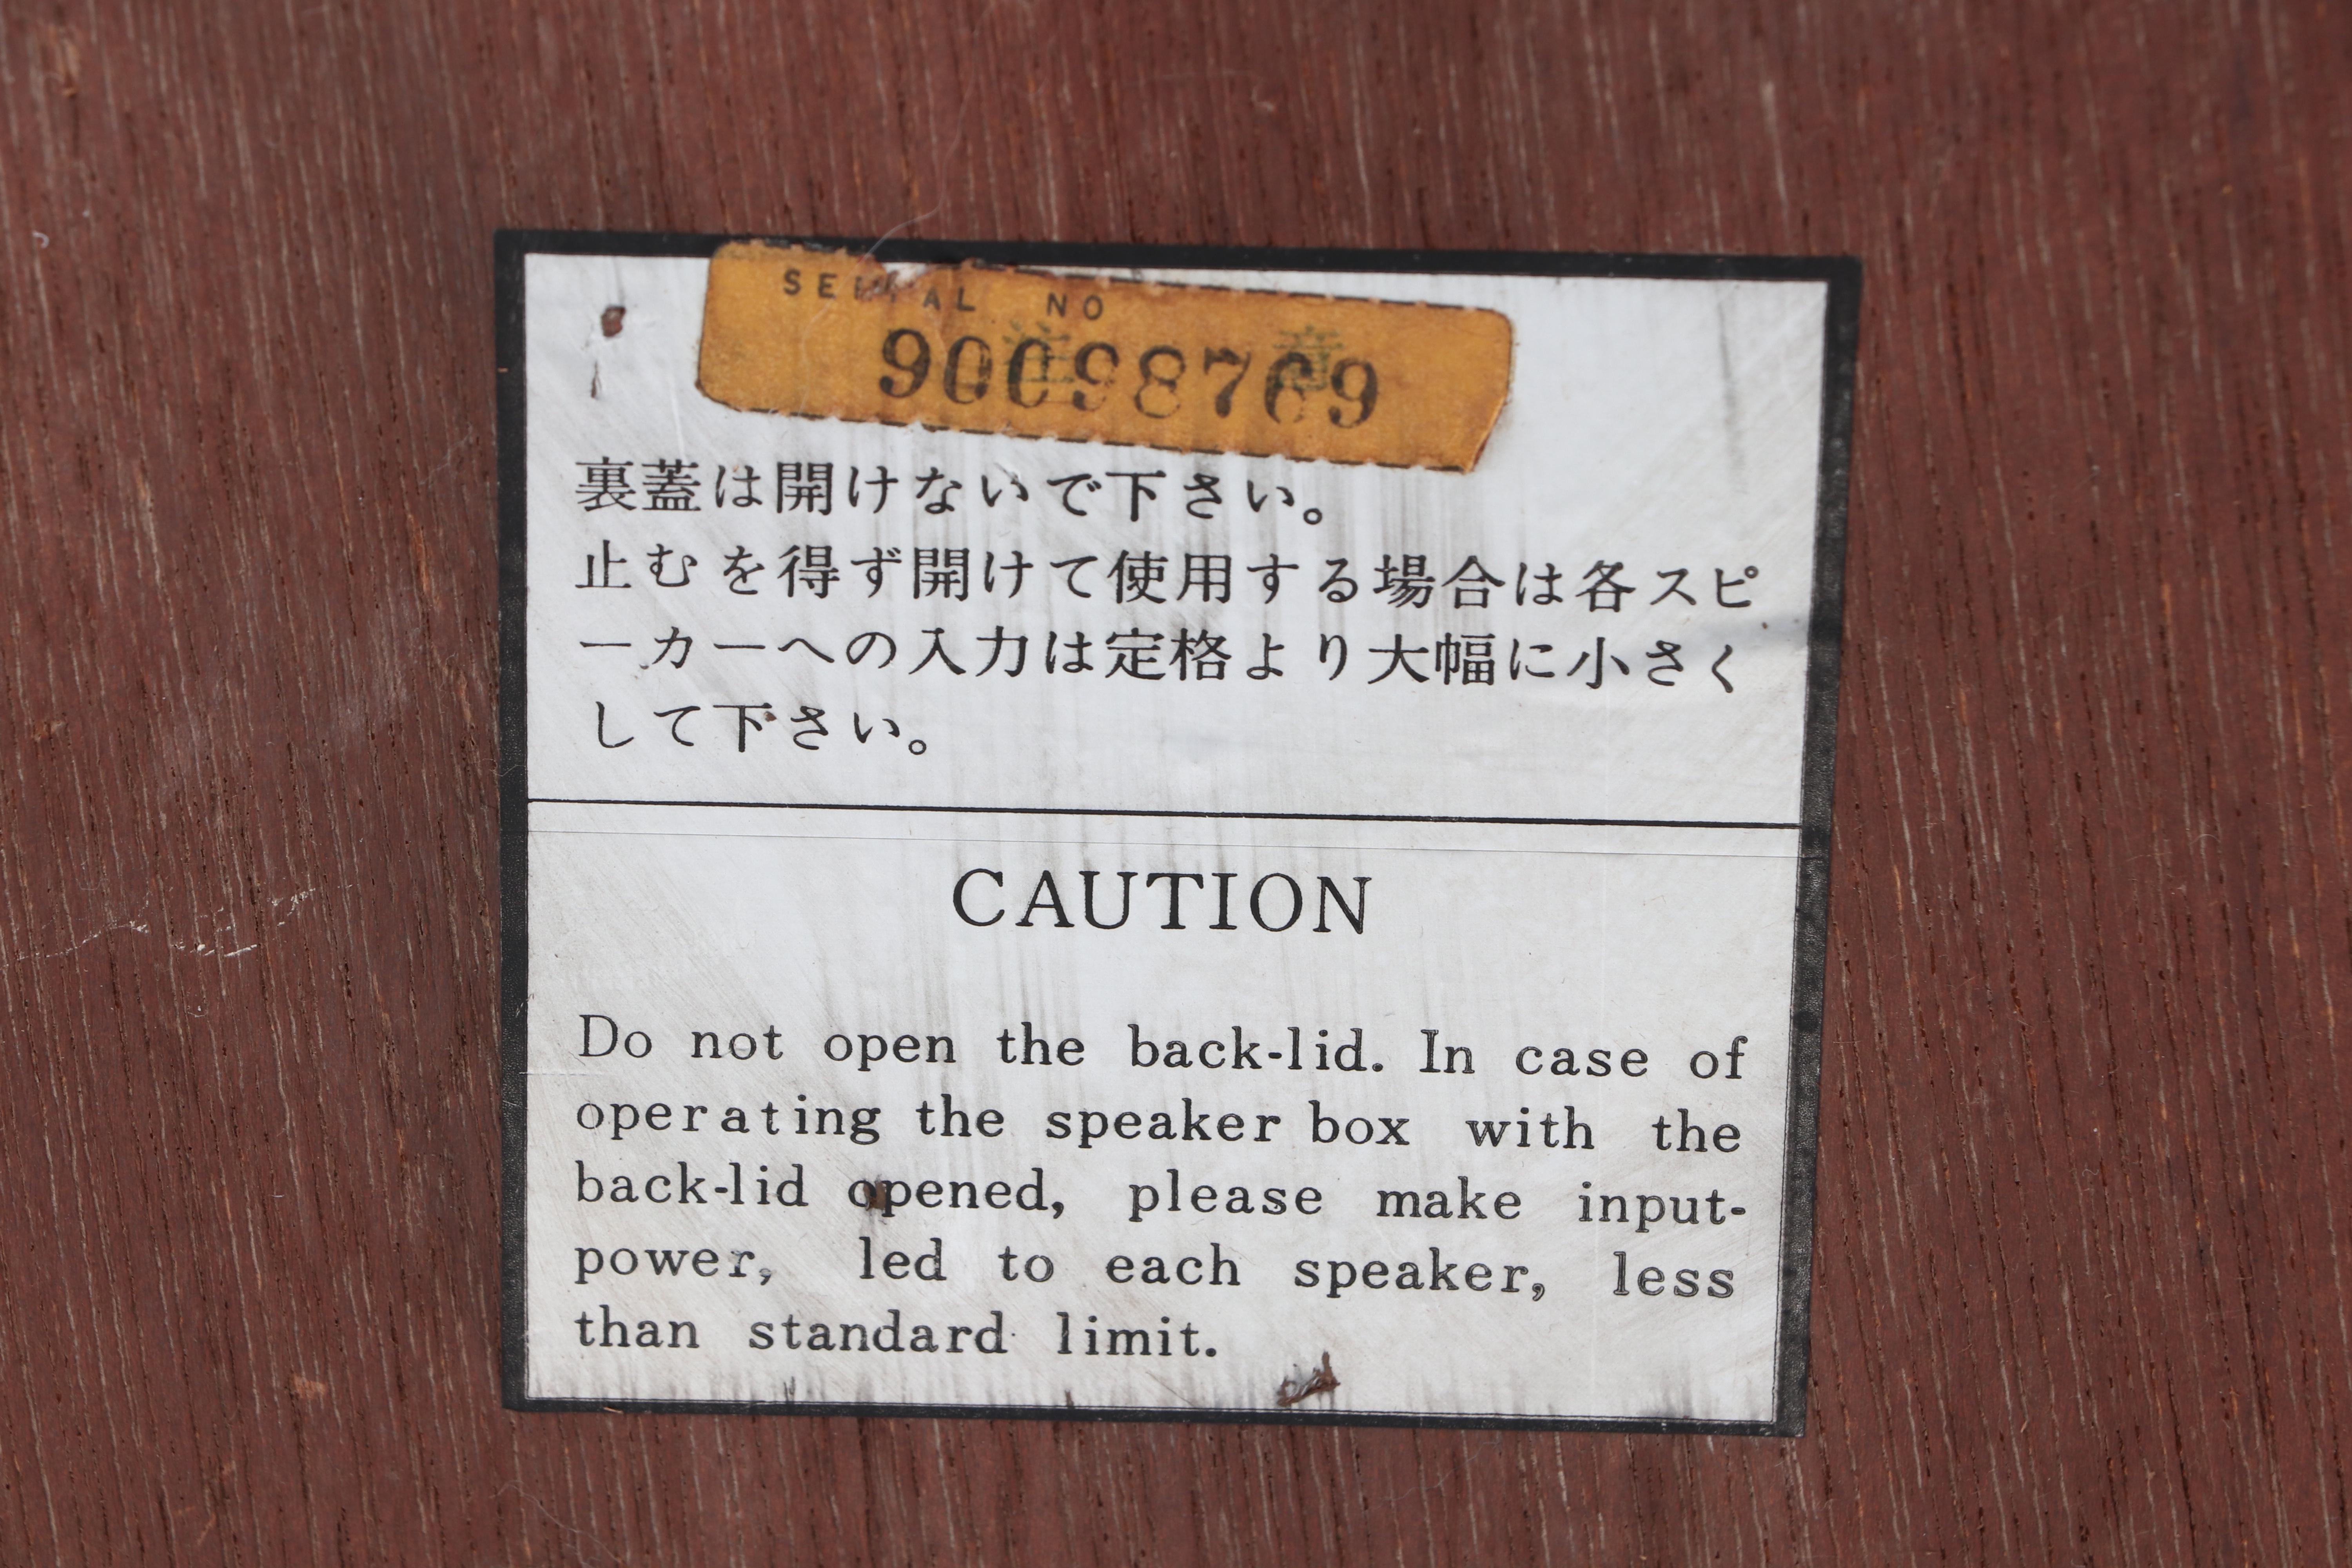 SERIAL NO
90098769
注 意
裏蓋は開けないで下さい。
止むを得ず開けて使用する場合は各スピ
ーカーへの入力は定格より大幅に小さく
して下さい。
CAUTION
Do not open the back-lid. In case of
operating the speaker box with the
back-lid opened, please make input-
power, led to each speaker, less
than standard limit.